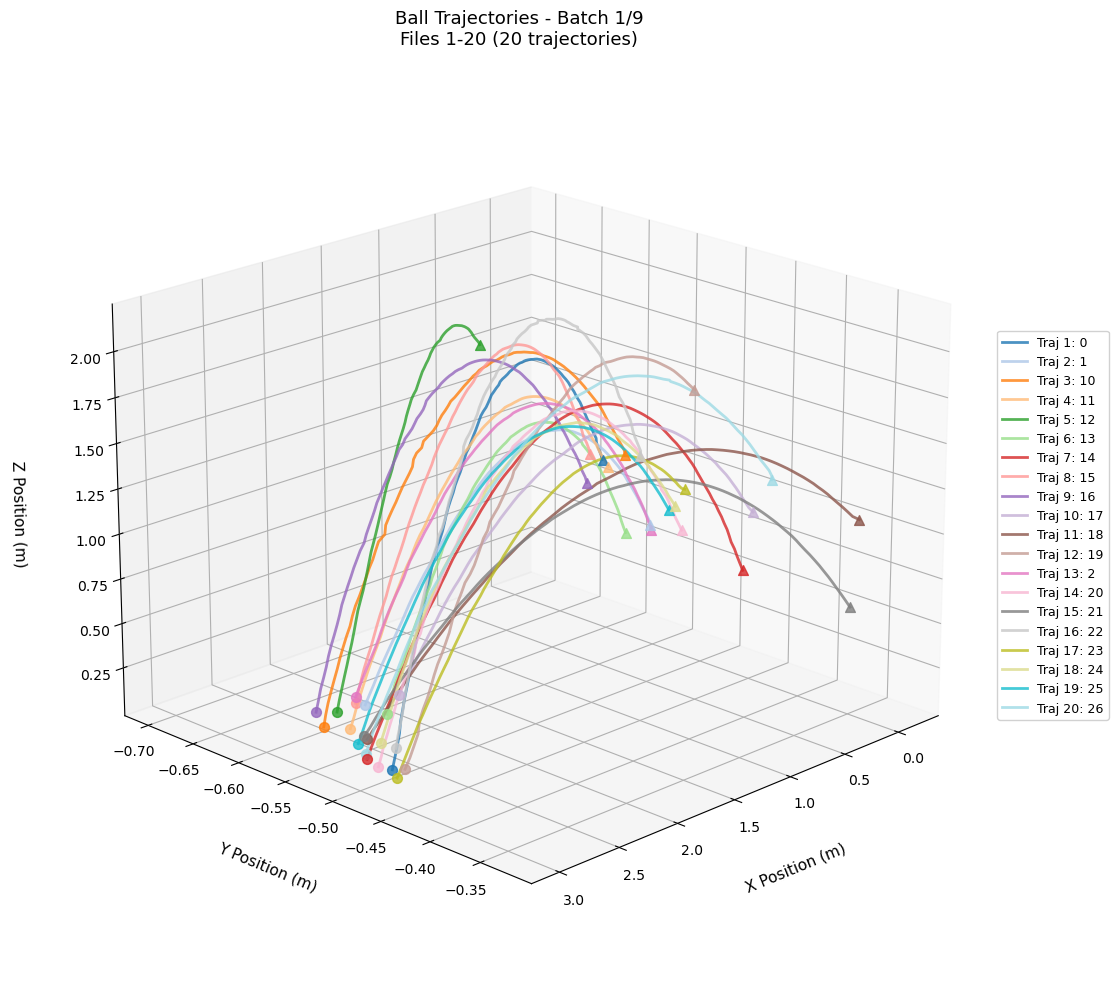 Ball Trajectories - Batch 1/9
Files 1-20 (20 trajectories)
Z Position (m)
2.00
1.75
1.50
1.25
1.00
0.75
0.50
0.25
−0.70
−0.65
−0.60
−0.55
−0.50
−0.45
−0.40
−0.35
Y Position (m)
3.0
2.5
2.0
1.5
1.0
0.5
0.0
X Position (m)
Traj 1: 0
Traj 2: 1
Traj 3: 10
Traj 4: 11
Traj 5: 12
Traj 6: 13
Traj 7: 14
Traj 8: 15
Traj 9: 16
Traj 10: 17
Traj 11: 18
Traj 12: 19
Traj 13: 2
Traj 14: 20
Traj 15: 21
Traj 16: 22
Traj 17: 23
Traj 18: 24
Traj 19: 25
Traj 20: 26